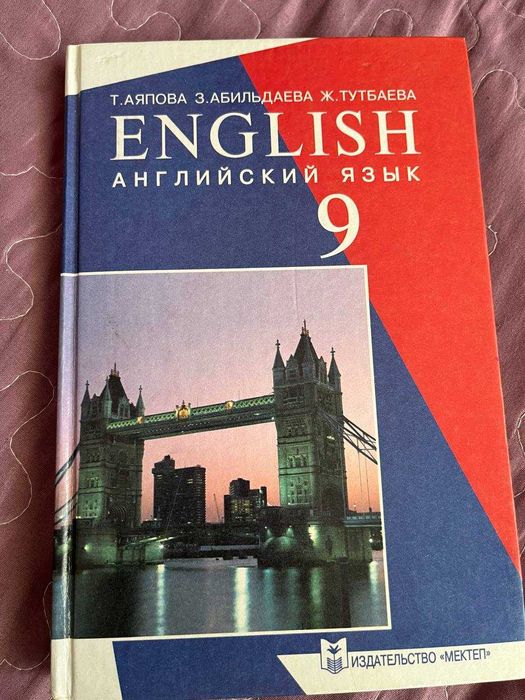 Т.АЯПОВА З.АБИЛЬДАЕВА Ж.ТУТБАЕВА
ENGLISH
АНГЛИЙСКИЙ ЯЗЫК
9
ИЗДАТЕЛЬСТВО «МЕКТЕП»